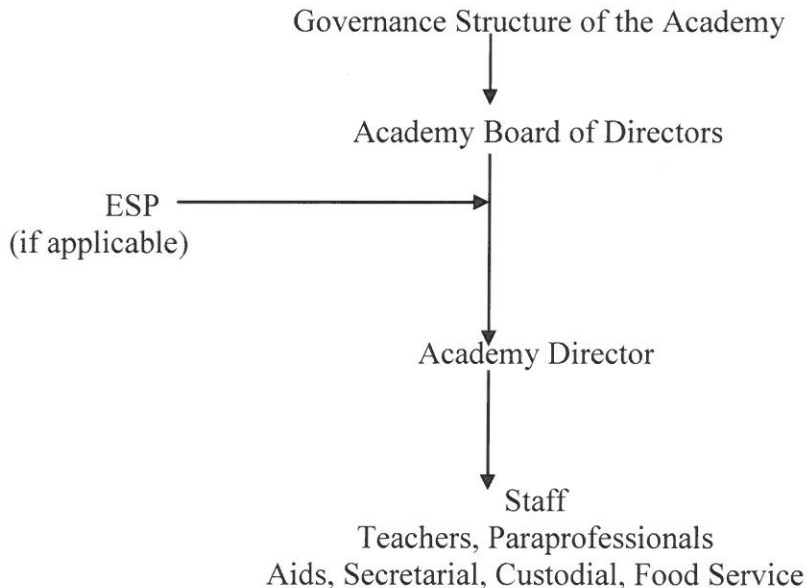 Governance Structure of the Academy
Academy Board of Directors
ESP
(if applicable)
Academy Director
Staff
Teachers, Paraprofessionals
Aids, Secretarial, Custodial, Food Service